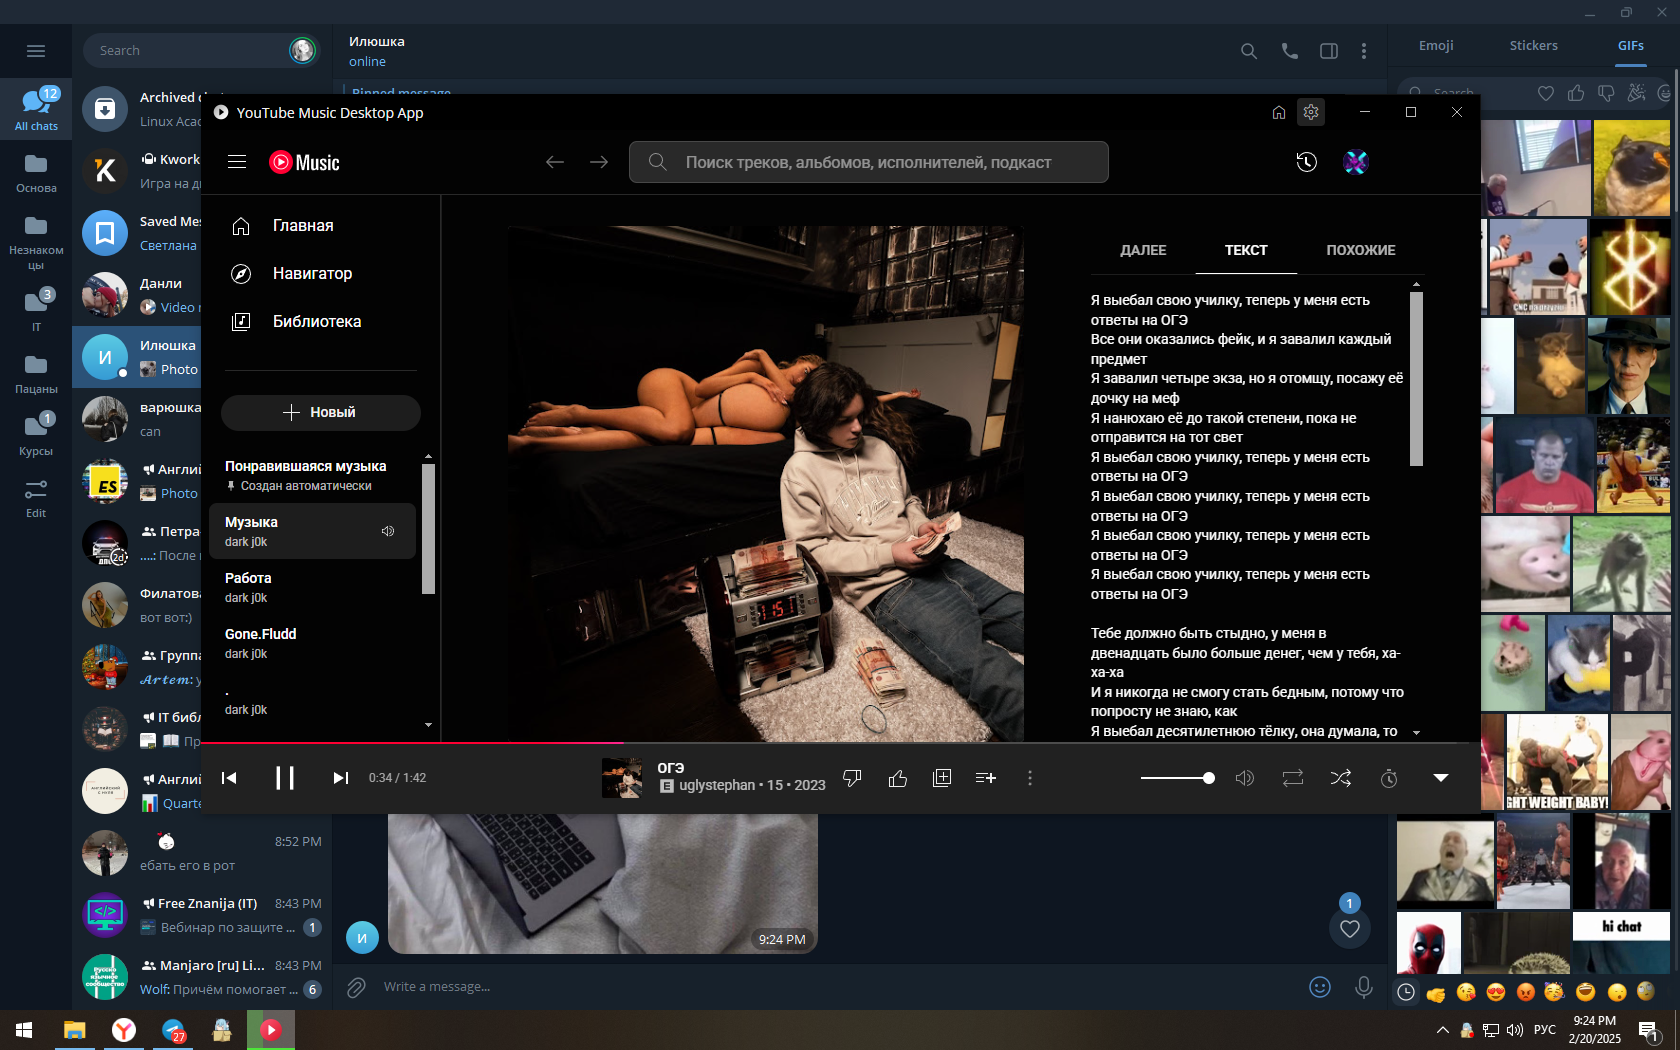 Search
Илюшка
online
Emoji
Stickers
GIFs
Pinned message
Search
12
All chats
Основа
Незнаком
цы
3
IT
Пацаны
1
Курсы
Edit
Archived
Linux Aca
Kwork
Игра на д
Saved Mes
Светлана
Данли
Video
Илюшка
Photo
варюшка
can
Англий
Photo
ES
Петра
2d
....: После
Филатова
вот вот:)
Группа
Artem: у
IT библ
Пр
Англий
Quarte
8:52 PM
ебать его в рот
Free Znanija (IT)
8:43 PM
Вебинар по защите ...
1
Manjaro [ru] Li...
8:43 PM
Wolf: Причём помогает ...
6
YouTube Music Desktop App
Music
Поиск треков, альбомов, исполнителей, подкаст
Главная
Навигатор
Библиотека
Новый
Понравившаяся музыка
Создан автоматически
Музыка
dark j0k
Работа
dark j0k
Gone.Fludd
dark j0k
.
dark j0k
115
ДАЛЕЕ
ТЕКСТ
ПОХОЖИЕ
Я выебал свою училку, теперь у меня есть
ответы на ОГЭ
Все они оказались фейк, и я завалил каждый
предмет
Я завалил четыре экза, но я отомщу, посажу её
дочку на меф
Я нанюхаю её до такой степени, пока не
отправится на тот свет
Я выебал свою училку, теперь у меня есть
ответы на ОГЭ
Я выебал свою училку, теперь у меня есть
ответы на ОГЭ
Я выебал свою училку, теперь у меня есть
ответы на ОГЭ
Я выебал свою училку, теперь у меня есть
ответы на ОГЭ
Тебе должно быть стыдно, у меня в
двенадцать было больше денег, чем у тебя, ха-
ха-ха
И я никогда не смогу стать бедным, потому что
попросту не знаю, как
Я выебал десятилетнюю тёлку, она думала, то
0:34 / 1:42
ОГЭ
E uglystephan • 15 • 2023
GHT WEIGHT BABY!
hi chat
И
9:24 PM
1
Write a message...
27
РУС
9:24 PM
2/20/2025
1